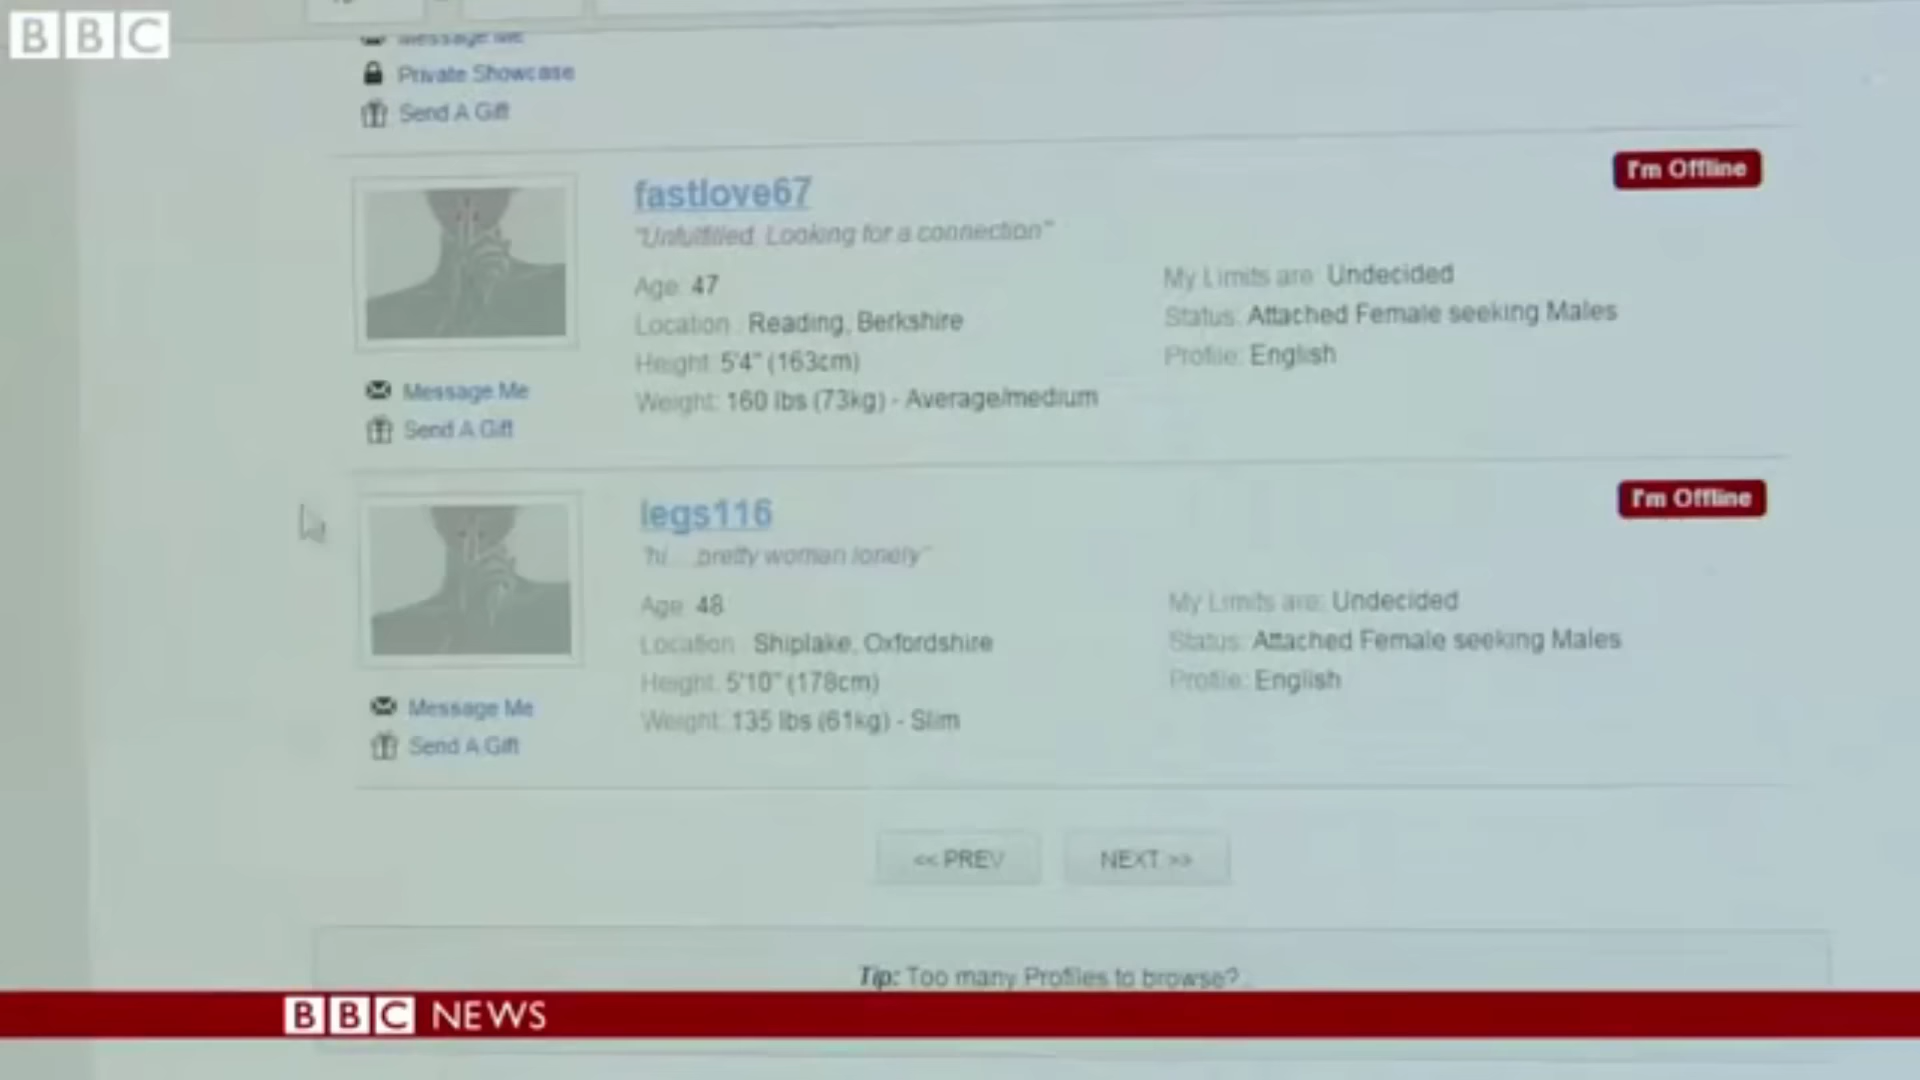 BBC
Message Me
Private Showcase
Send A Gift
I'm Offline
fastlove67
"Unfulfilled. Looking for a connection"
Age: 47
Location : Reading, Berkshire
Height: 5'4" (163cm)
Weight: 160 lbs (73kg) - Average/medium
My Limits are: Undecided
Status: Attached Female seeking Males
Profile: English
Message Me
Send A Gift
I'm Offline
legs116
"hi....pretty woman lonely"
Age: 48
Location : Shiplake, Oxfordshire
Height: 5'10" (178cm)
Weight: 135 lbs (61kg) - Slim
My Limits are: Undecided
Status: Attached Female seeking Males
Profile: English
Message Me
Send A Gift
<< PREV
NEXT >>
Tip: Too many Profiles to browse?
BBC NEWS